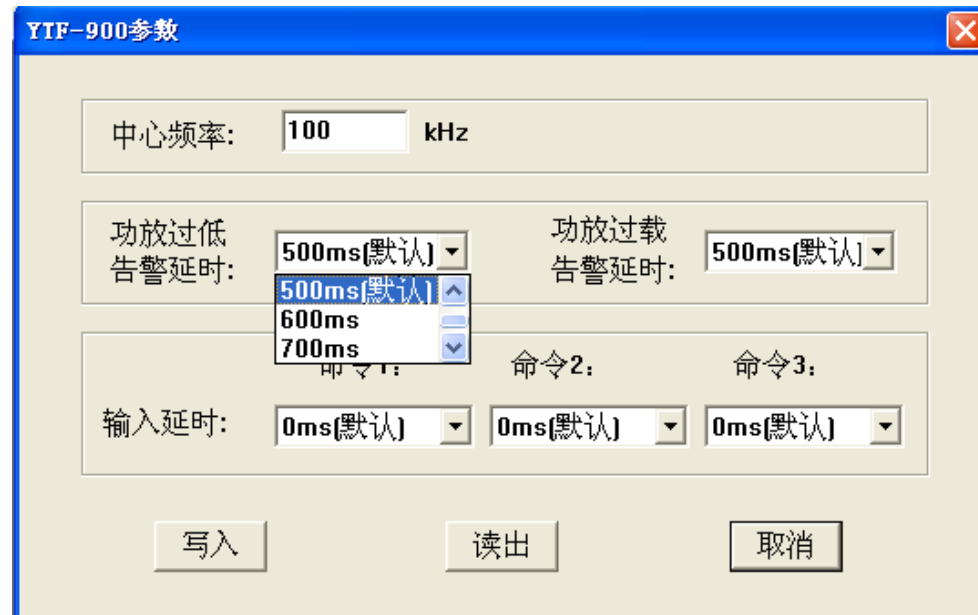 YTF-900参数
中心频率: 100 kHz
功放过低
告警延时:
500ms(默认)
500ms(默认)
600ms
700ms
功放过载
告警延时:
500ms(默认)
命令1: 命令2: 命令3:
输入延时: 0ms(默认) 0ms(默认) 0ms(默认)
写入 读出 取消